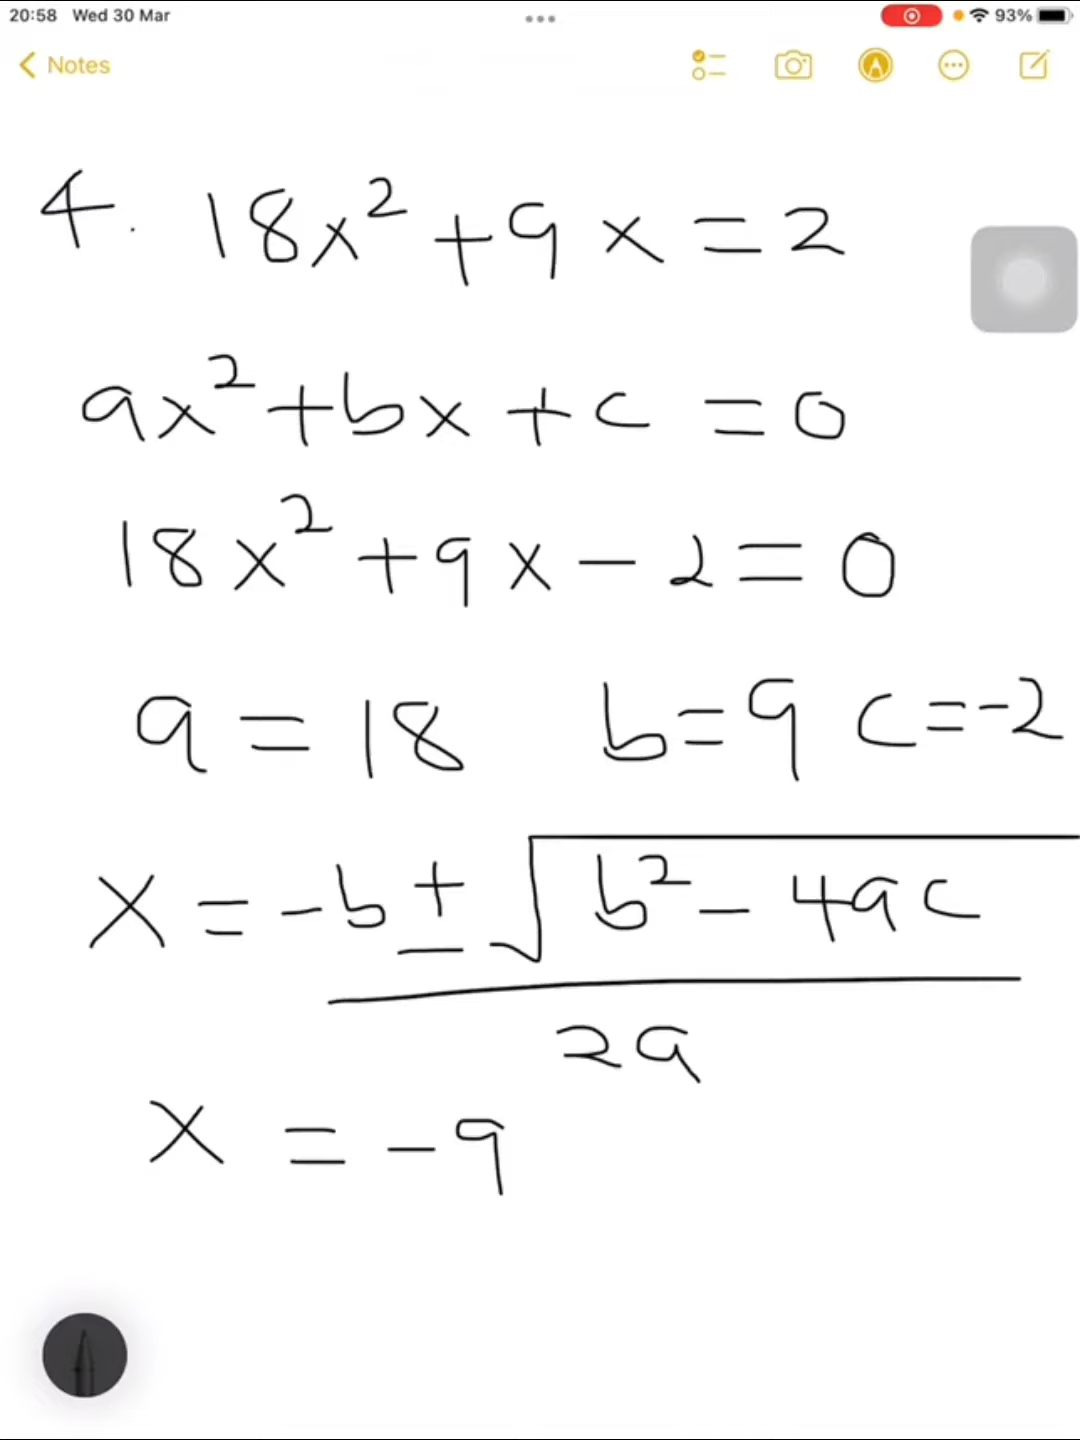 20:58 Wed 30 Mar 93%
Notes
4. 18x² + 9x = 2
ax² + bx + c = 0
18x² + 9x - 2 = 0
a = 18 b = 9 c = -2
x = -b ± √(b² - 4ac)
2a
x = -9